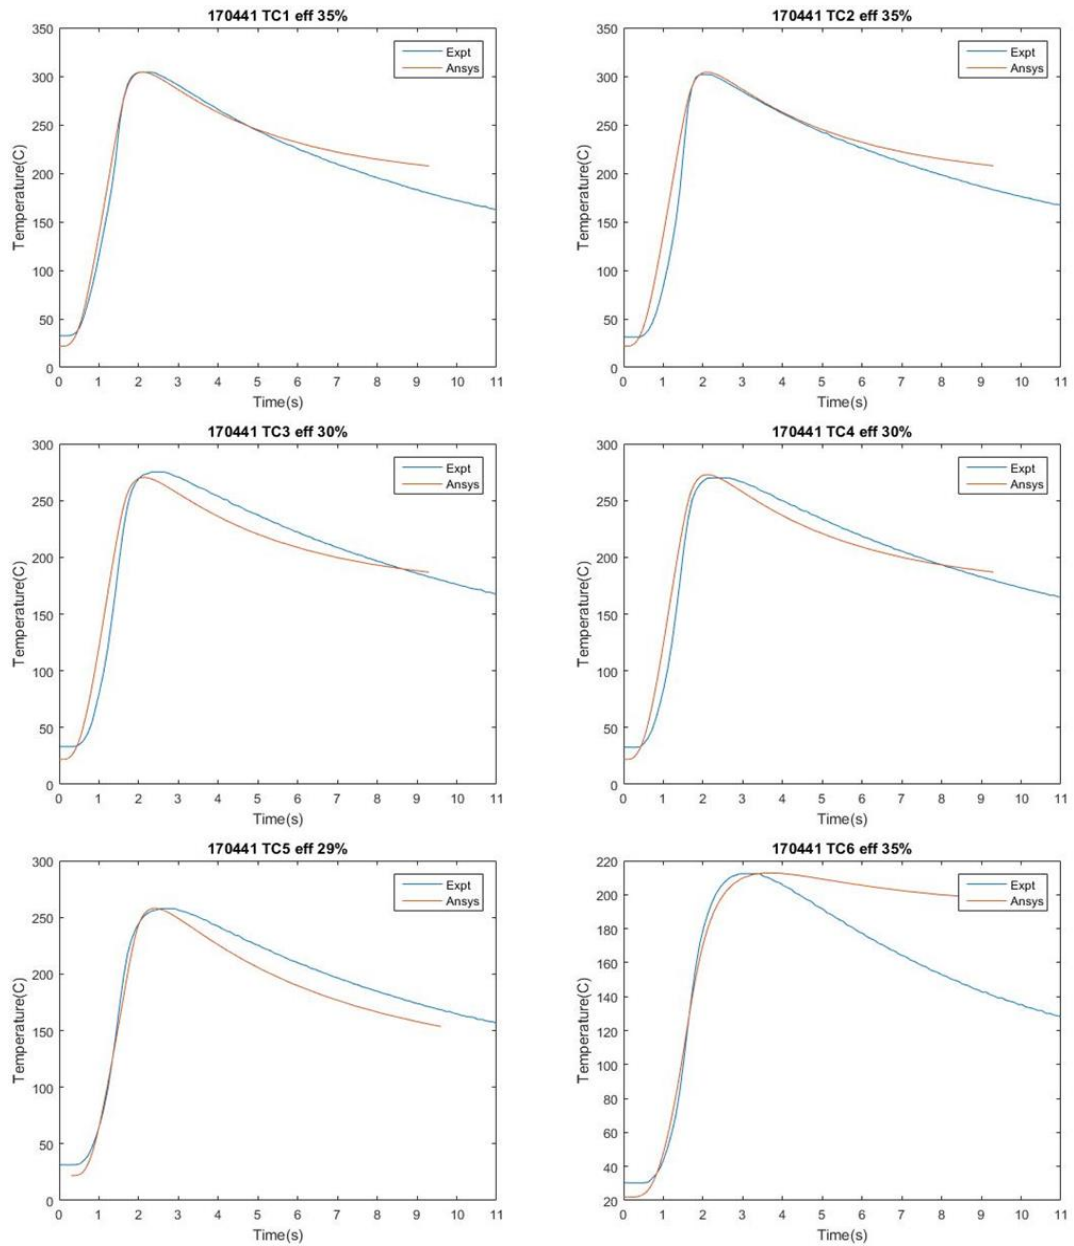 170441 TC1 eff 35%
350
300
250
200
150
100
50
0
Temperature(C)
Expt
Ansys
0 1 2 3 4 5 6 7 8 9 10 11
Time(s)
170441 TC2 eff 35%
350
300
250
200
150
100
50
0
Temperature(C)
Expt
Ansys
0 1 2 3 4 5 6 7 8 9 10 11
Time(s)
170441 TC3 eff 30%
300
250
200
150
100
50
0
Temperature(C)
Expt
Ansys
0 1 2 3 4 5 6 7 8 9 10 11
Time(s)
170441 TC4 eff 30%
300
250
200
150
100
50
0
Temperature(C)
Expt
Ansys
0 1 2 3 4 5 6 7 8 9 10 11
Time(s)
170441 TC5 eff 29%
300
250
200
150
100
50
0
Temperature(C)
Expt
Ansys
0 1 2 3 4 5 6 7 8 9 10 11
Time(s)
170441 TC6 eff 35%
220
200
180
160
140
120
100
80
60
40
20
Temperature(C)
Expt
Ansys
0 1 2 3 4 5 6 7 8 9 10 11
Time(s)